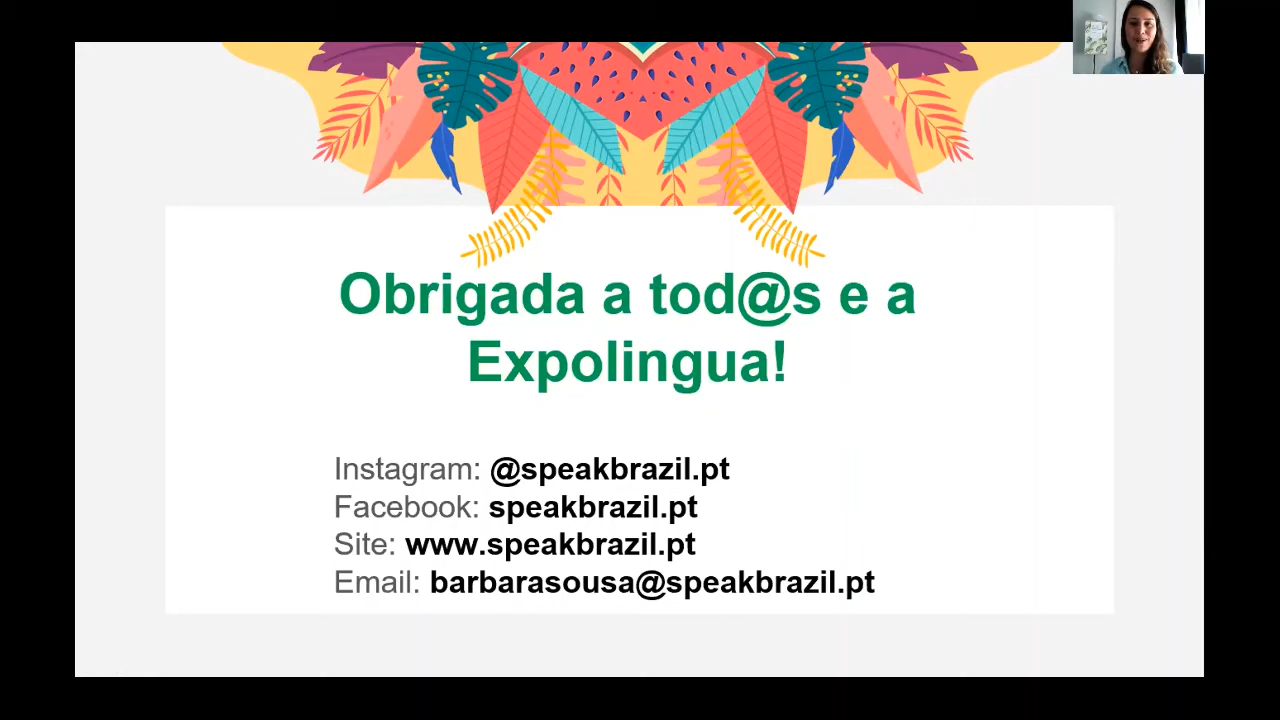 Obrigada a tod@s e a
Expolingua!
Instagram: @speakbrazil.pt
Facebook: speakbrazil.pt
Site: www.speakbrazil.pt
Email: barbarasousa@speakbrazil.pt